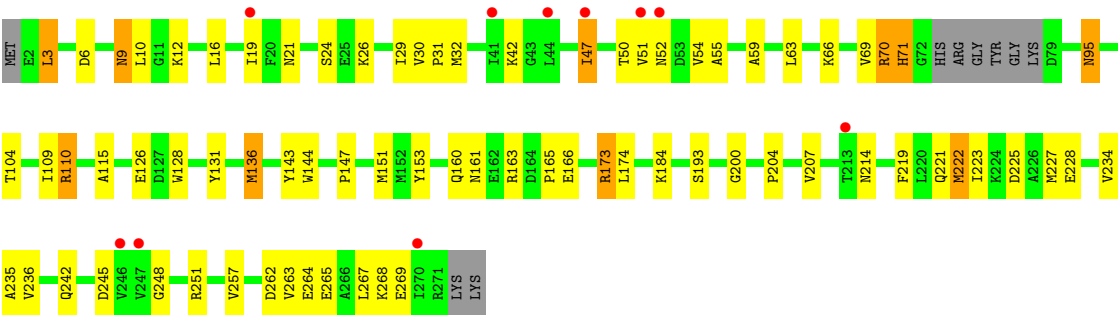 MET E2 L3 D6 N9 L10 G11 K12 L16 I19 F20 N21 S24 E25 K26 I29 V30 P31 M32 I41 K42 G43 L44 I47 T50 V51 N52 D53 V54 A55 A59 L63 K66 V69 R70 H71 G72 HIS ARG GLY TYR GLY LYS D79 N95
T104 I109 R110 A115 E126 D127 W128 Y131 M136 Y143 W144 P147 M151 M152 Y153 Q160 N161 E162 R163 D164 P165 E166 R173 L174 K184 S193 G200 P204 V207 T213 N214 F219 L220 Q221 M222 I223 K224 D225 A226 M227 E228 V234
A235 V236 Q242 D245 V246 V247 G248 R251 V257 D262 V263 E264 E265 A266 L267 K268 E269 I270 R271 LYS LYS